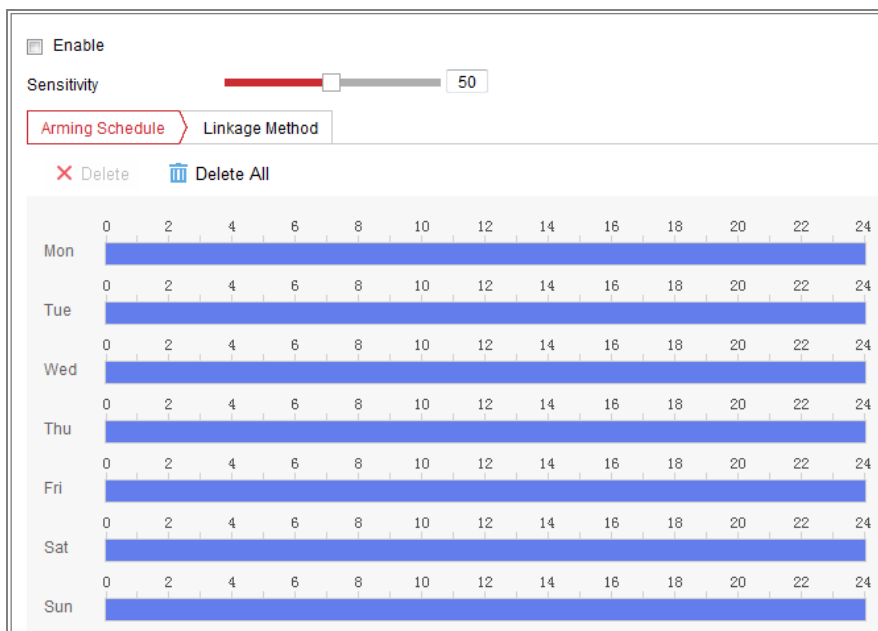 Enable
Sensitivity 50
Arming Schedule Linkage Method
Delete Delete All
0 2 4 6 8 10 12 14 16 18 20 22 24
Mon
0 2 4 6 8 10 12 14 16 18 20 22 24
Tue
0 2 4 6 8 10 12 14 16 18 20 22 24
Wed
0 2 4 6 8 10 12 14 16 18 20 22 24
Thu
0 2 4 6 8 10 12 14 16 18 20 22 24
Fri
0 2 4 6 8 10 12 14 16 18 20 22 24
Sat
0 2 4 6 8 10 12 14 16 18 20 22 24
Sun